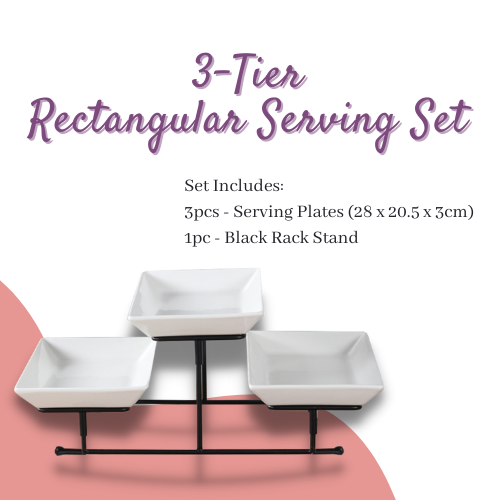 3-Tier
Rectangular Serving Set
Set Includes:
3pcs - Serving Plates (28 x 20.5 x 3cm)
1pc - Black Rack Stand